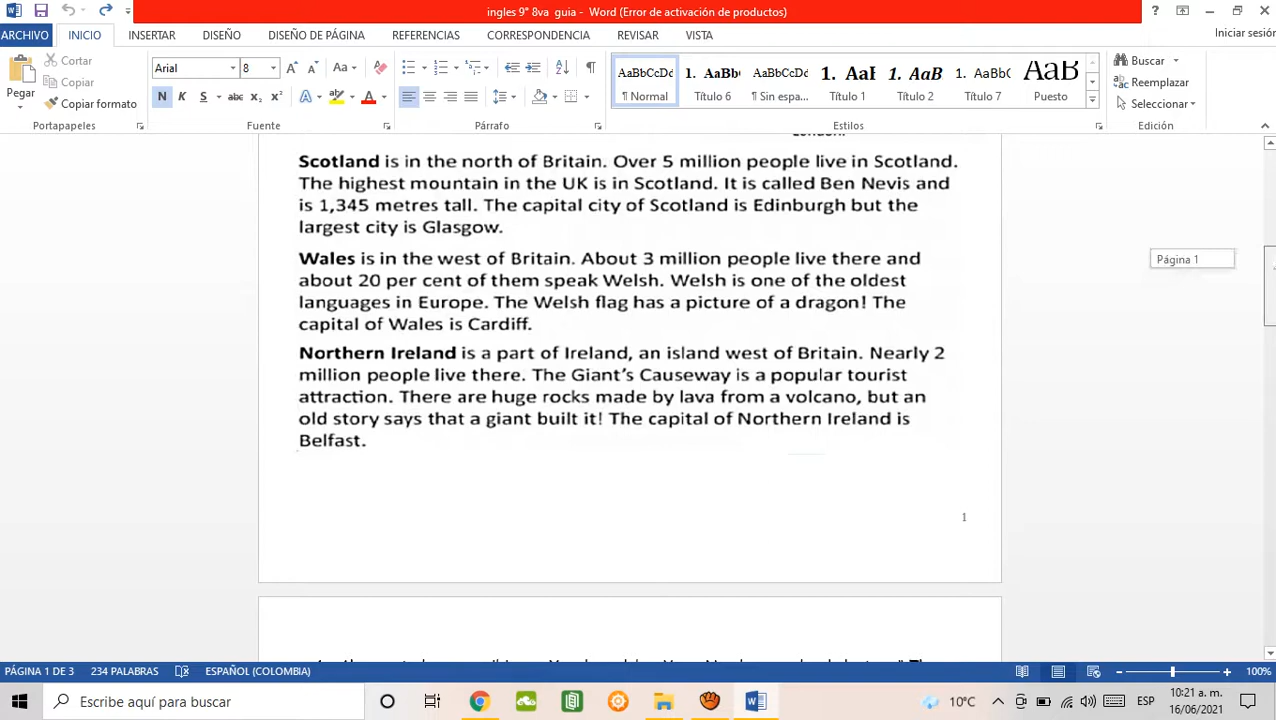 ingles 9° 8va guia - Word (Error de activación de productos)
?
ARCHIVO INICIO INSERTAR DISEÑO DISEÑO DE PÁGINA REFERENCIAS CORRESPONDENCIA REVISAR VISTA
Iniciar sesión
Pegar
Cortar
Copiar
Copiar formato
Portapapeles
Arial 8
Aa
N K S abc x₂ x²
Fuente
Párrafo
AaBbCcDd 1. AaBb AaBbCcDd 1. AaB 1. AaB 1. AaBbC AaB
¶ Normal Título 6 ¶ Sin espa... Título 1 Título 2 Título 7 Puesto
Estilos
Buscar
Reemplazar
Seleccionar
Edición
London.
Scotland is in the north of Britain. Over 5 million people live in Scotland.
The highest mountain in the UK is in Scotland. It is called Ben Nevis and
is 1,345 metres tall. The capital city of Scotland is Edinburgh but the
largest city is Glasgow.
Wales is in the west of Britain. About 3 million people live there and
about 20 per cent of them speak Welsh. Welsh is one of the oldest
languages in Europe. The Welsh flag has a picture of a dragon! The
capital of Wales is Cardiff.
Northern Ireland is a part of Ireland, an island west of Britain. Nearly 2
million people live there. The Giant's Causeway is a popular tourist
attraction. There are huge rocks made by lava from a volcano, but an
old story says that a giant built it! The capital of Northern Ireland is
Belfast.
1
Página 1
PÁGINA 1 DE 3 234 PALABRAS ESPAÑOL (COLOMBIA) 100%
Escribe aquí para buscar
10°C
ESP
10:21 a. m.
16/06/2021